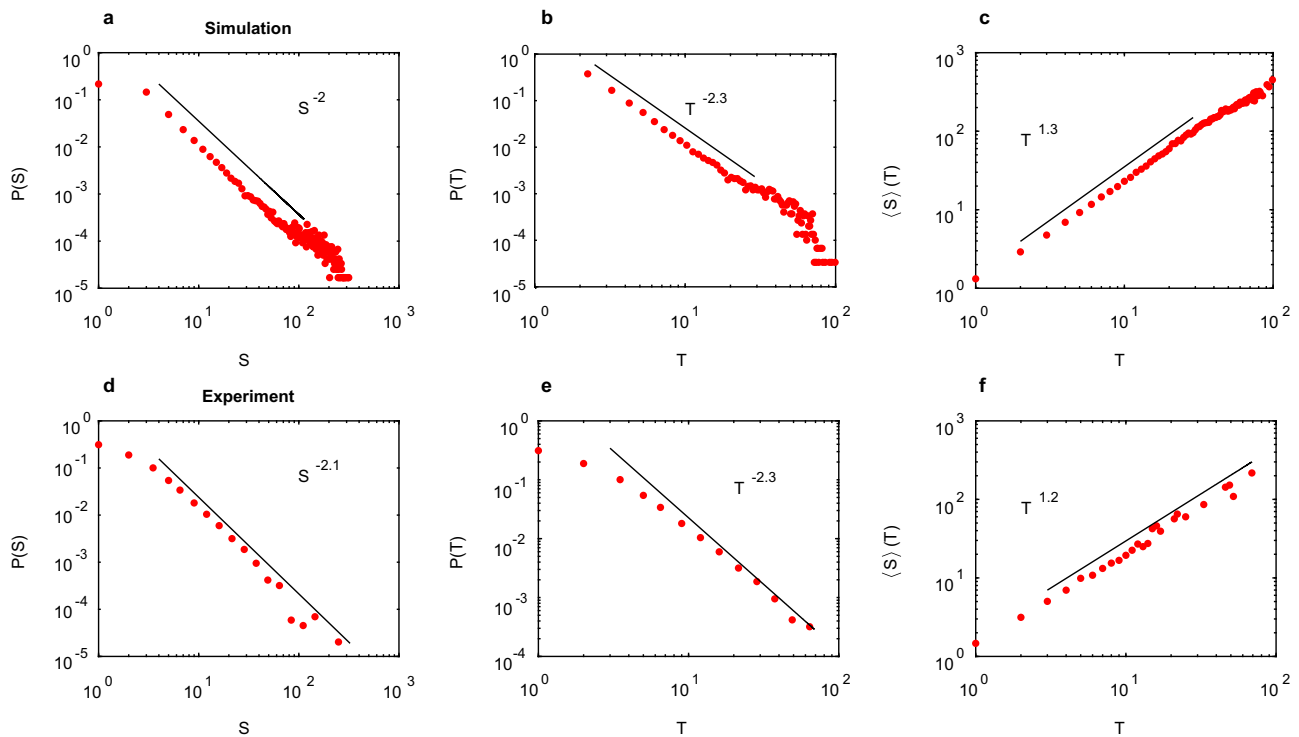 a
Simulation
10^0
10^-1
10^-2
10^-3
10^-4
10^-5
P(S)
S^-2
10^0
10^1
10^2
10^3
S
b
10^0
10^-1
10^-2
10^-3
10^-4
10^-5
P(T)
T^-2.3
10^0
10^1
10^2
T
c
10^3
10^2
10^1
10^0
⟨S⟩(T)
T^1.3
10^0
10^1
10^2
T
d
Experiment
10^0
10^-1
10^-2
10^-3
10^-4
10^-5
P(S)
S^-2.1
10^0
10^1
10^2
10^3
S
e
10^0
10^-1
10^-2
10^-3
10^-4
P(T)
T^-2.3
10^0
10^1
10^2
T
f
10^3
10^2
10^1
10^0
⟨S⟩(T)
T^1.2
10^0
10^1
10^2
T